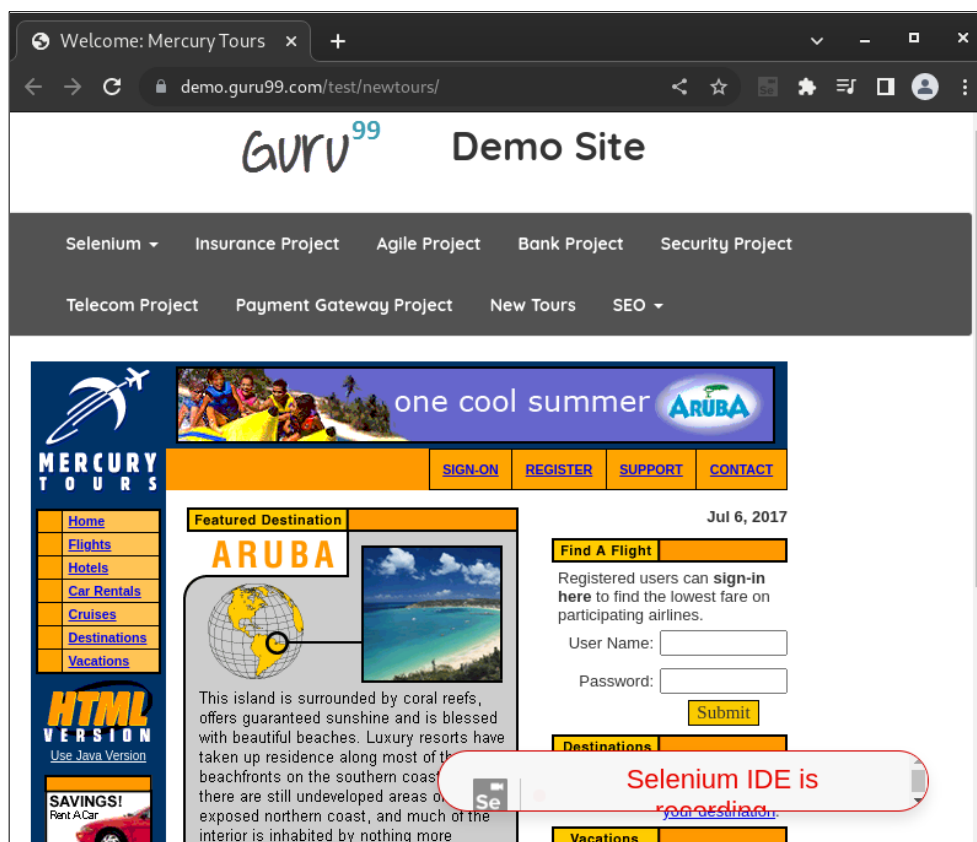 Welcome: Mercury Tours
demo.guru99.com/test/newtours/
Se
Guru99
Demo Site
Selenium
Insurance Project
Agile Project
Bank Project
Security Project
Telecom Project
Payment Gateway Project
New Tours
SEO
MERCURY
TOURS
one cool summer
ARUBA
SIGN-ON
REGISTER
SUPPORT
CONTACT
Home
Flights
Hotels
Car Rentals
Cruises
Destinations
Vacations
HTML
VERSION
Use Java Version
SAVINGS!
Rent A Car
Featured Destination
ARUBA
This island is surrounded by coral reefs,
offers guaranteed sunshine and is blessed
with beautiful beaches. Luxury resorts have
taken up residence along most of
beachfronts on the southern coast
there are still undeveloped areas
exposed northern coast, and much of the
interior is inhabited by nothing more
Jul 6, 2017
Find A Flight
Registered users can sign-in
here to find the lowest fare on
participating airlines.
User Name:
Password:
Submit
Destinations
your destination.
Vacations
Se
Selenium IDE is
recording